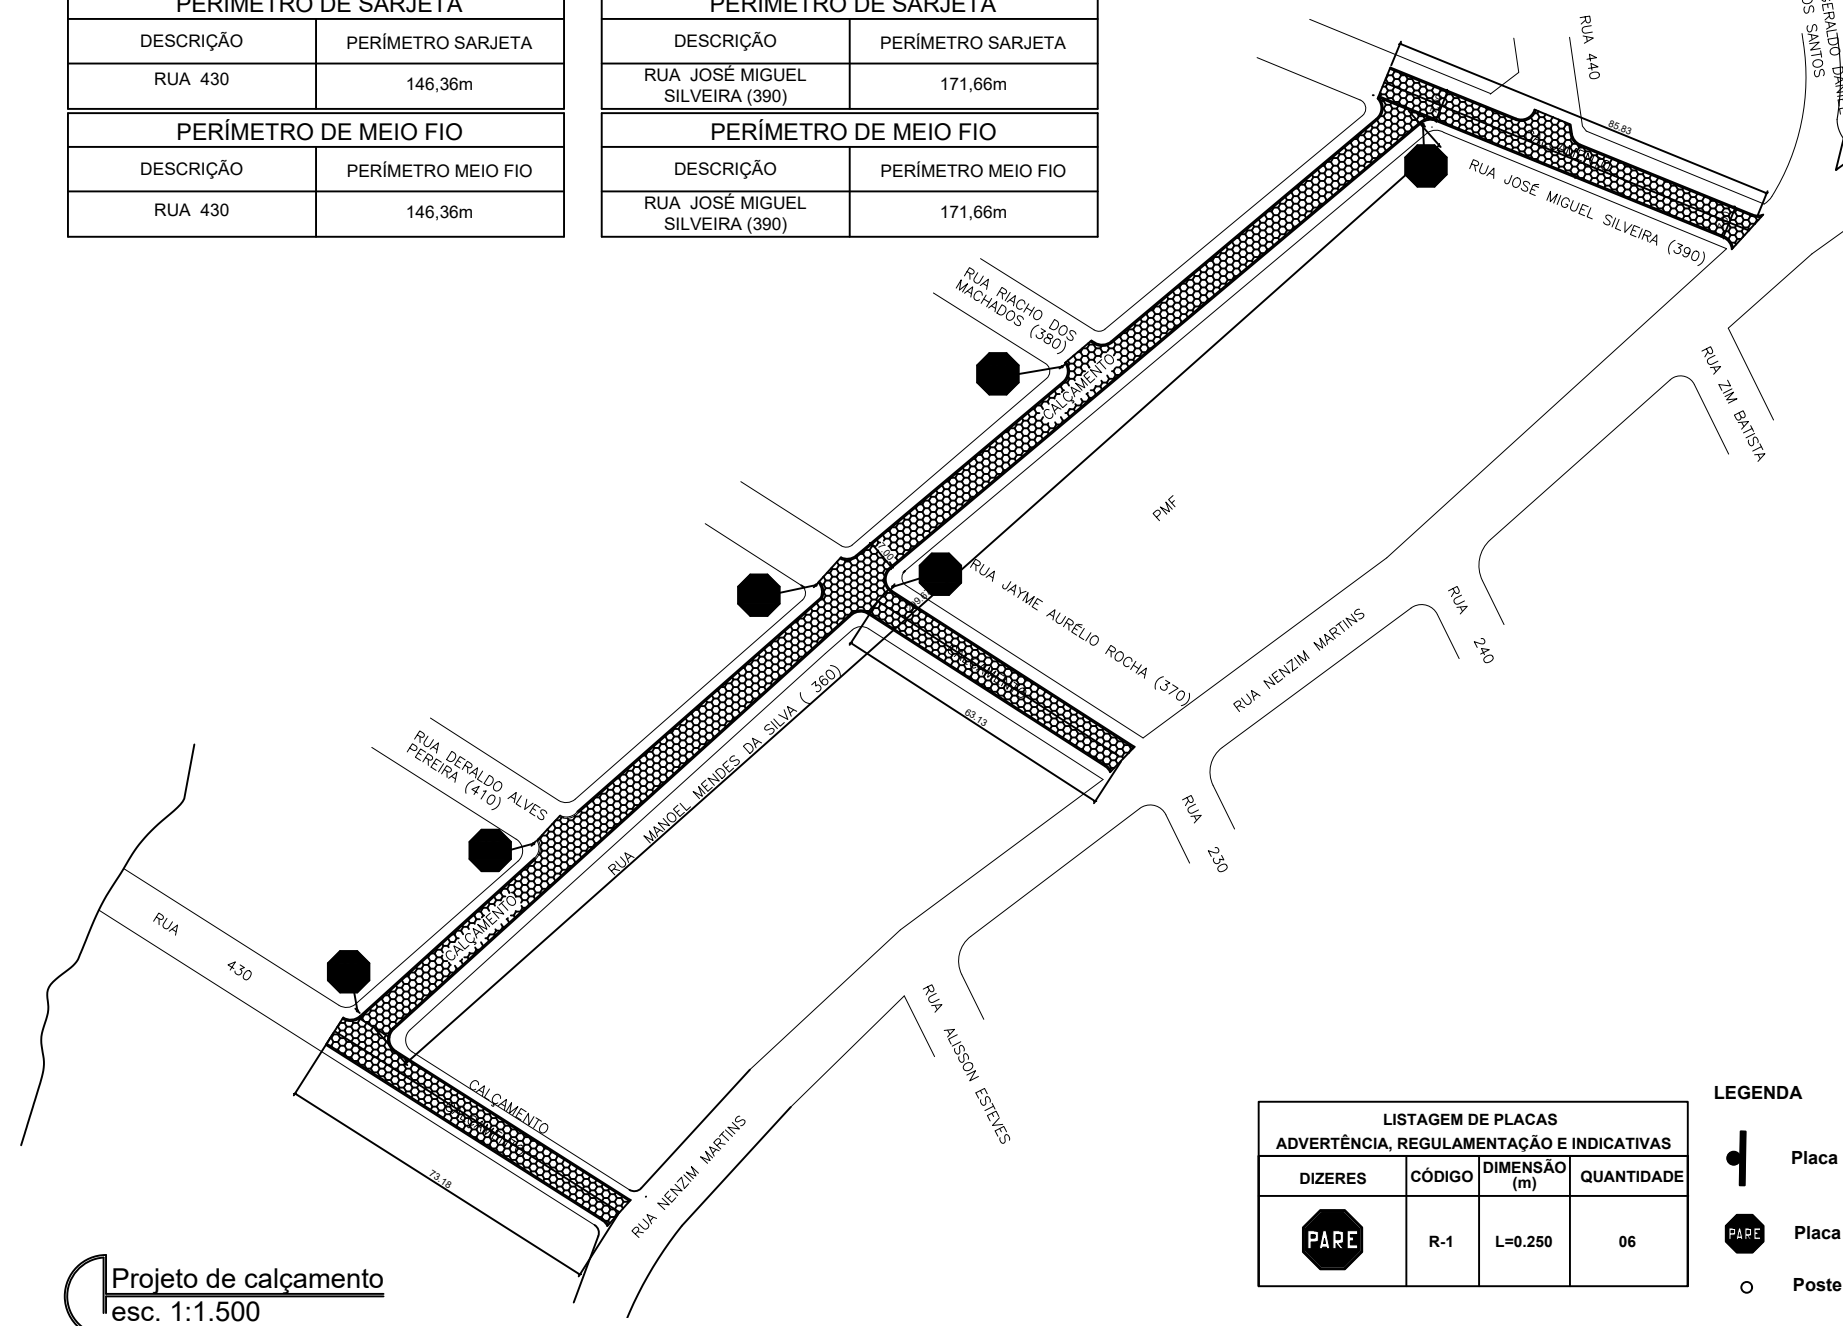 PERÍMETRO DE SARJETA
DESCRIÇÃO PERÍMETRO SARJETA
RUA 430 146,36m
PERÍMETRO DE MEIO FIO
DESCRIÇÃO PERÍMETRO MEIO FIO
RUA 430 146,36m
PERÍMETRO DE SARJETA
DESCRIÇÃO PERÍMETRO SARJETA
RUA JOSÉ MIGUEL
SILVEIRA (390)
171,66m
PERÍMETRO DE MEIO FIO
DESCRIÇÃO PERÍMETRO MEIO FIO
RUA JOSÉ MIGUEL
SILVEIRA (390)
171,66m
RUA 440
OS SANTOS
85.83
CALÇAMENTO
RUA JOSÉ MIGUEL SILVEIRA (390)
RUA RIACHO DOS
MACHADOS (380)
CALÇAMENTO
RUA ZIM BATISTA
PMF
7.00
RUA JAYME AURÉLIO ROCHA (370)
CALÇAMENTO
63.13
RUA 240
RUA NENZIM MARTINS
RUA MANOEL MENDES DA SILVA ( 360)
RUA DERALDO ALVES
PEREIRA (410)
RUA 230
CALÇAMENTO
RUA 430
RUA ALISSON ESTEVES
CALÇAMENTO
CALÇAMENTO
73.18
RUA NENZIM MARTINS
Projeto de calçamento
esc. 1:1.500
LISTAGEM DE PLACAS
ADVERTÊNCIA, REGULAMENTAÇÃO E INDICATIVAS
DIZERES CÓDIGO DIMENSÃO (m) QUANTIDADE
PARE R-1 L=0.250 06
LEGENDA
Placa
PARE Placa
Poste